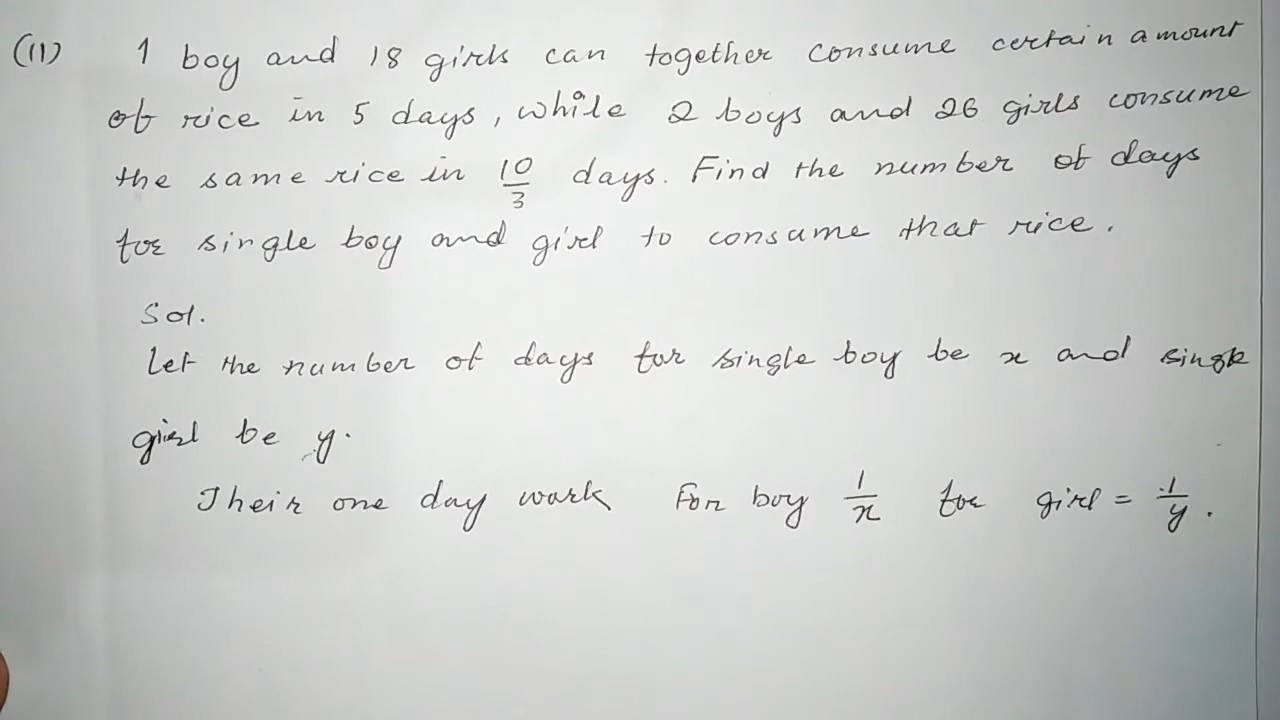 (11) 1 boy and 18 girls can together consume certain amount
of rice in 5 days, while 2 boys and 26 girls consume
the same rice in 10/3 days. Find the number of days
for single boy and girl to consume that rice.
Sol.
Let the number of days for single boy be x and single
girl be y.
Their one day work For boy 1/x for girl = 1/y.